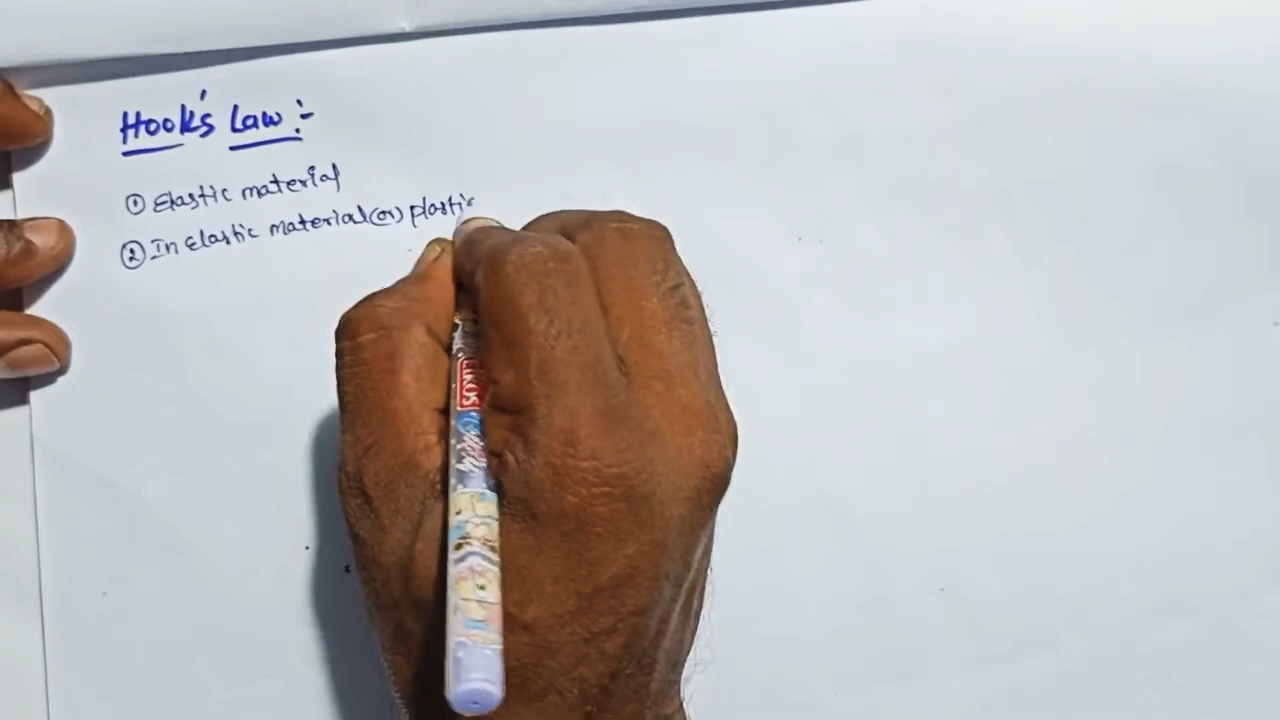 Hook's Law :-
① Elastic material
② In Elastic material (or) plastic